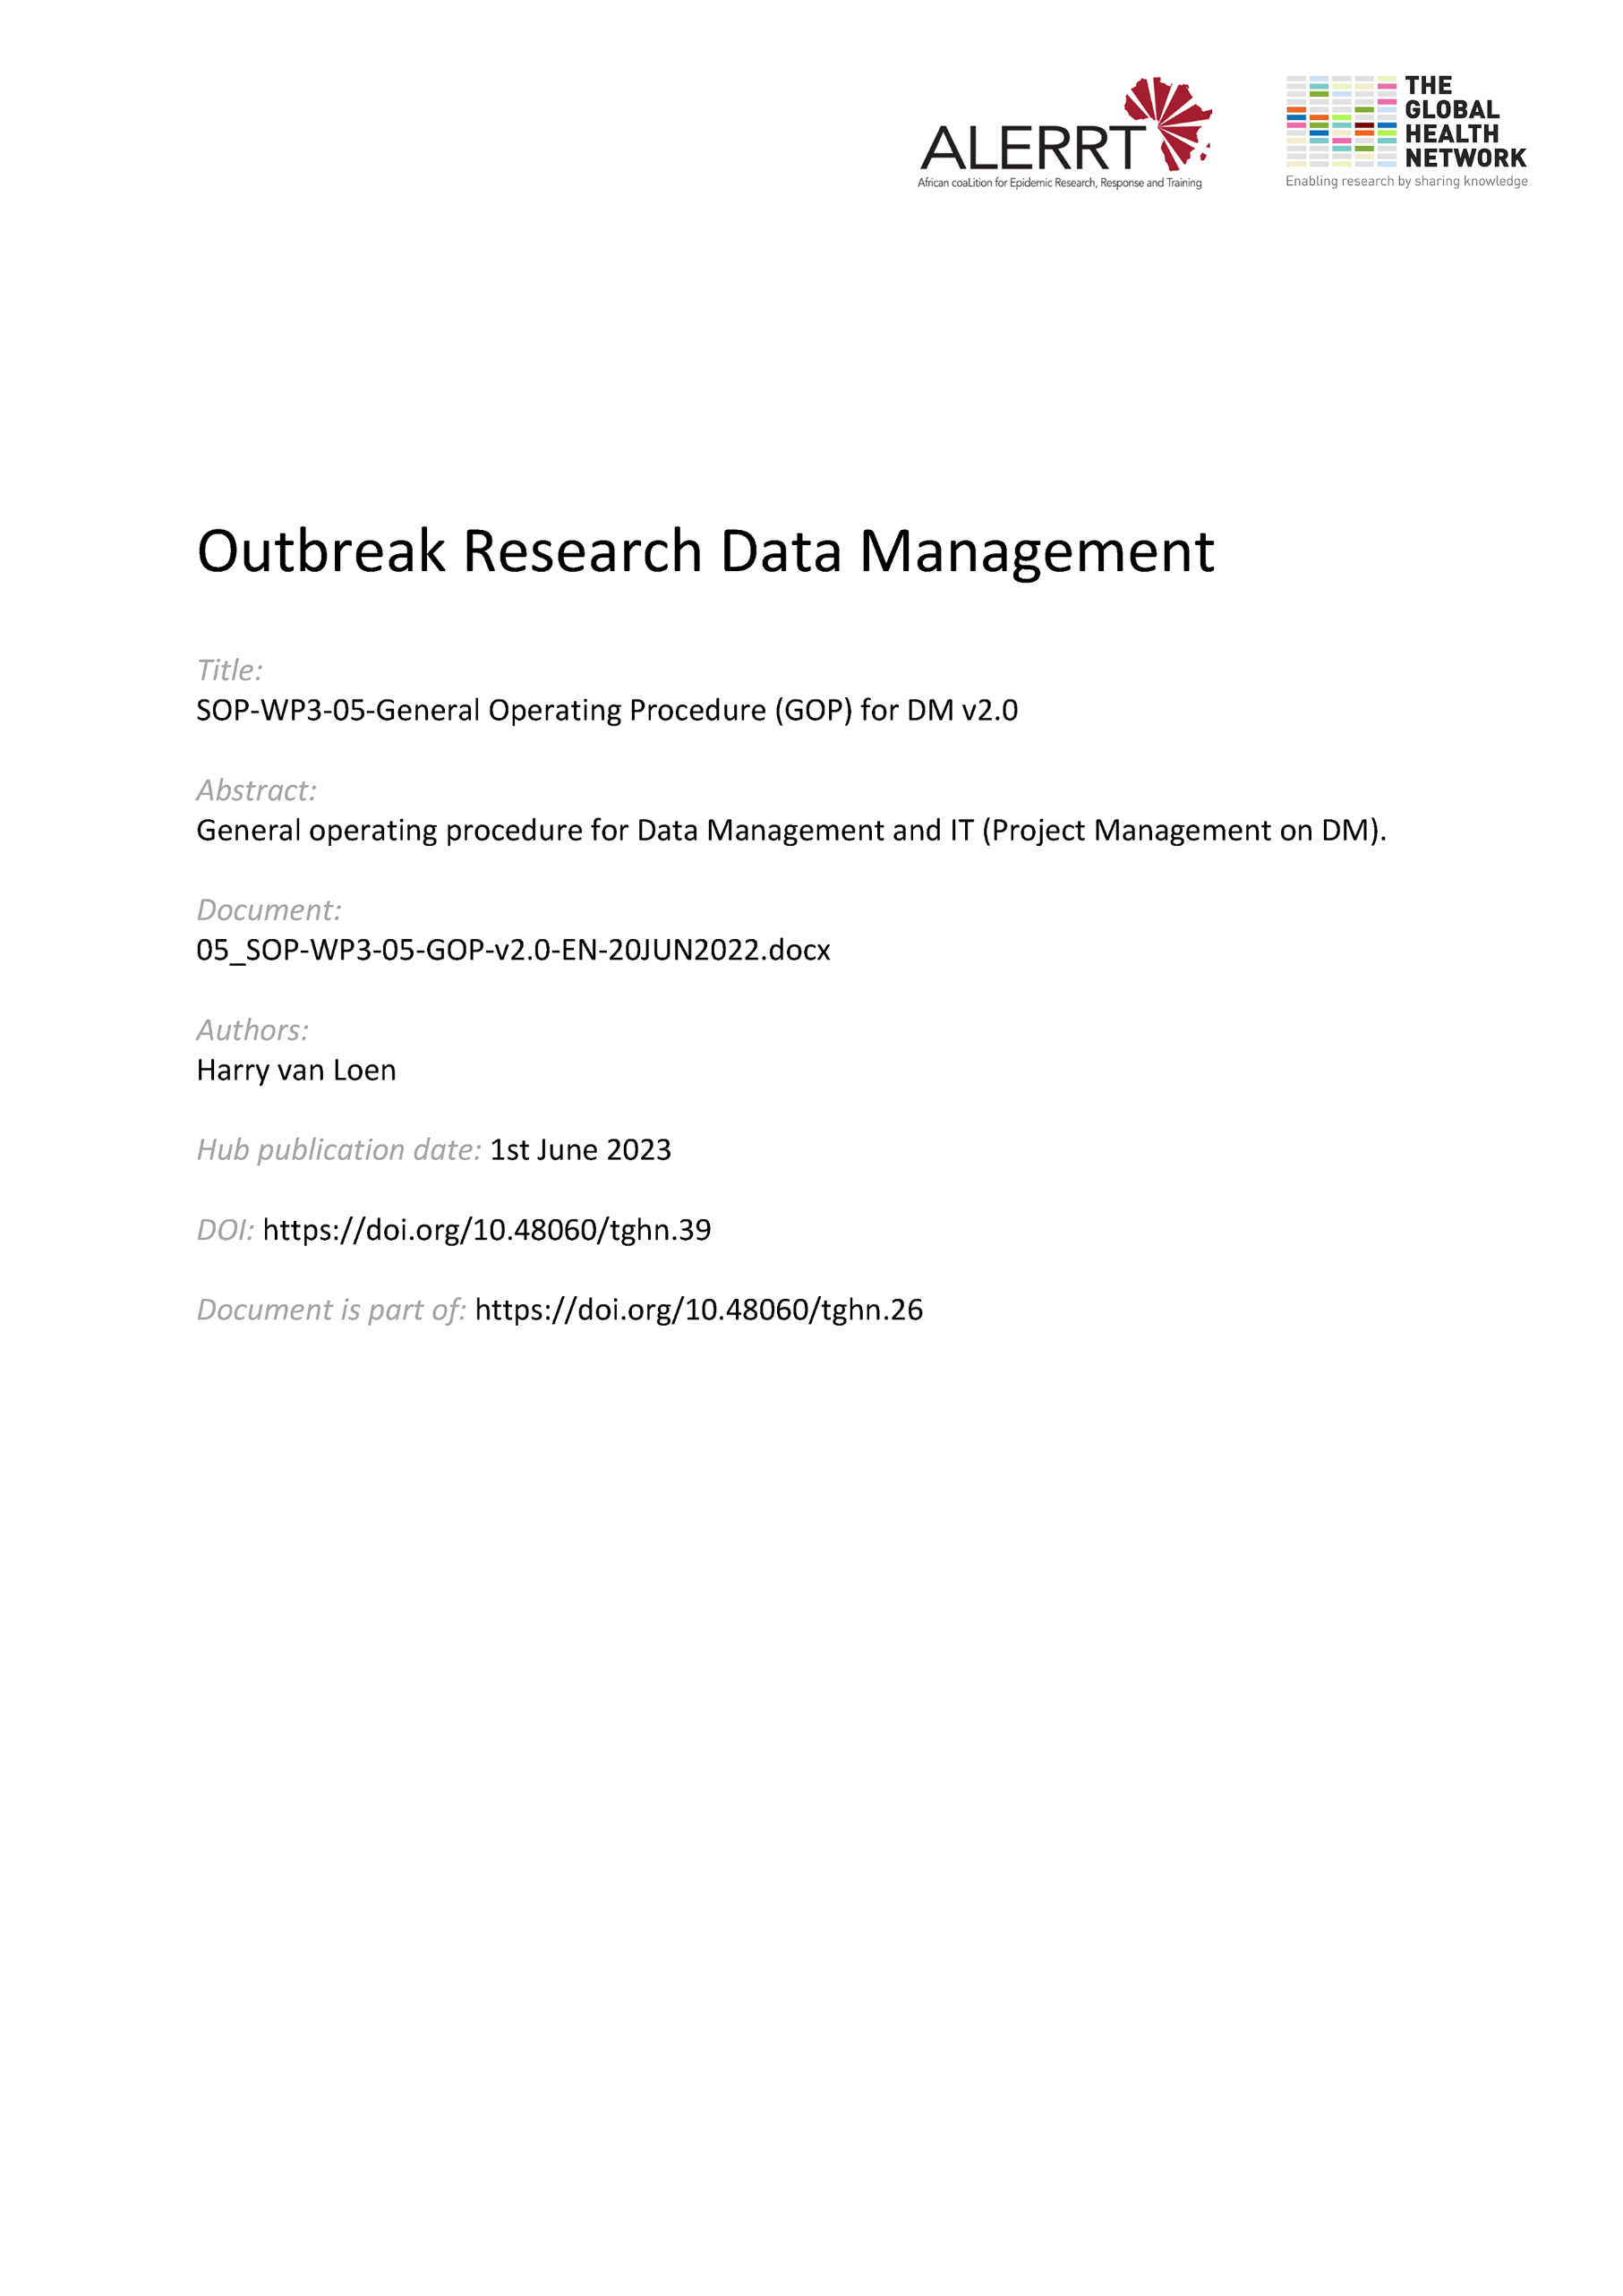 ALERRT
African coaLition for Epidemic Research, Response and Training
THE
GLOBAL
HEALTH
NETWORK
Enabling research by sharing knowledge
Outbreak Research Data Management
Title:
SOP-WP3-05-General Operating Procedure (GOP) for DM v2.0
Abstract:
General operating procedure for Data Management and IT (Project Management on DM).
Document:
05_SOP-WP3-05-GOP-v2.0-EN-20JUN2022.docx
Authors:
Harry van Loen
Hub publication date: 1st June 2023
DOI: https://doi.org/10.48060/tghn.39
Document is part of: https://doi.org/10.48060/tghn.26